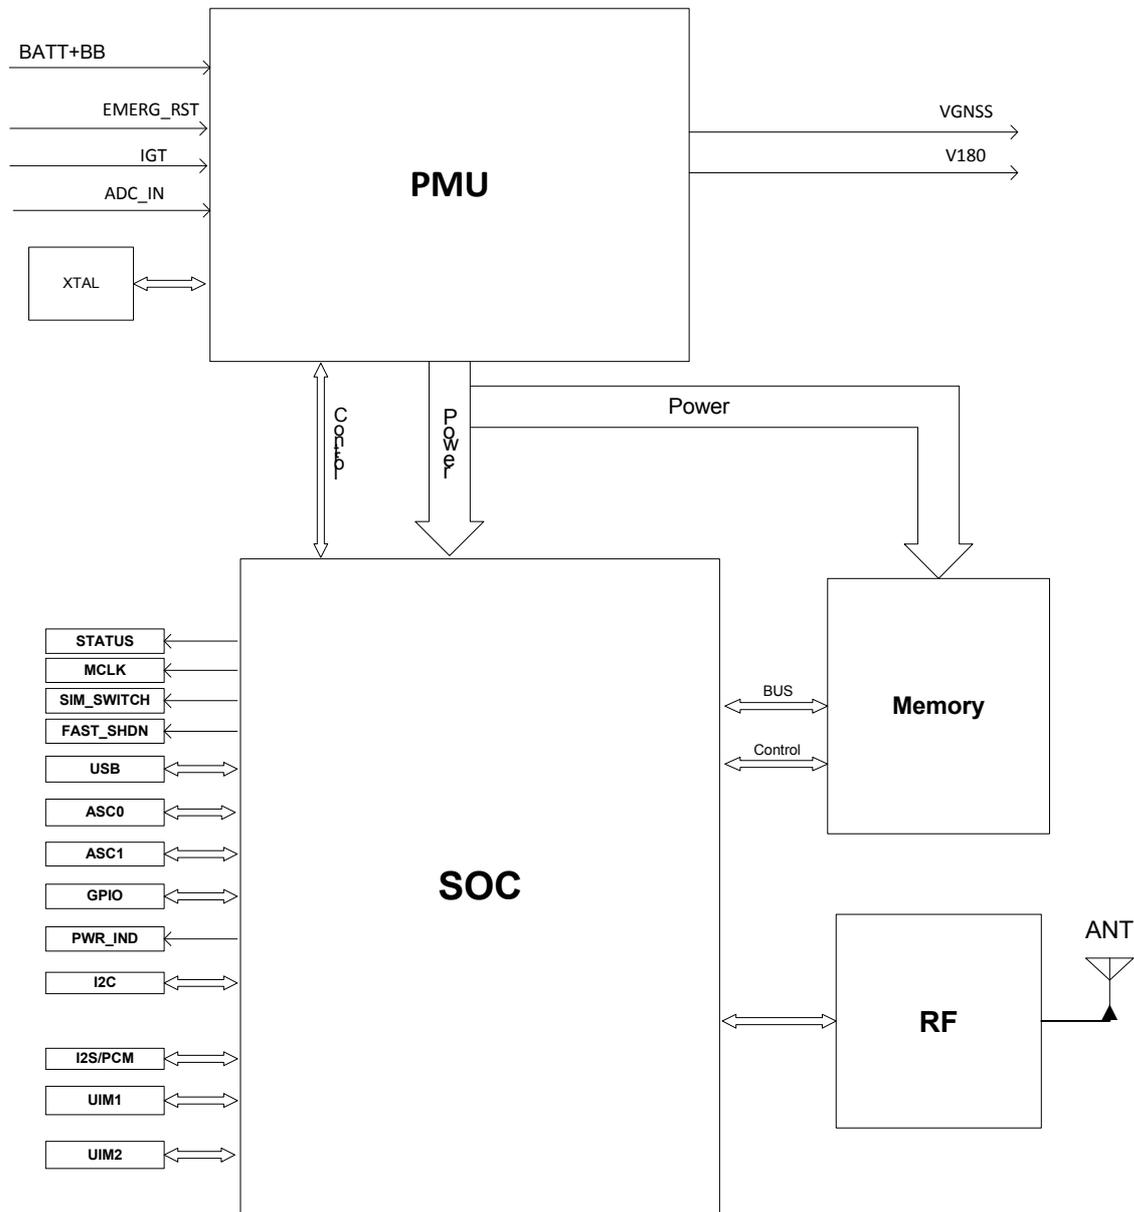 BATT+BB
EMERG_RST
IGT
ADC_IN
XTAL
PMU
VGNSS
V180
Control
Power
Power
STATUS
MCLK
SIM_SWITCH
FAST_SHDN
USB
ASC0
ASC1
GPIO
PWR_IND
I2C
I2S/PCM
UIM1
UIM2
SOC
BUS
Control
Memory
RF
ANT